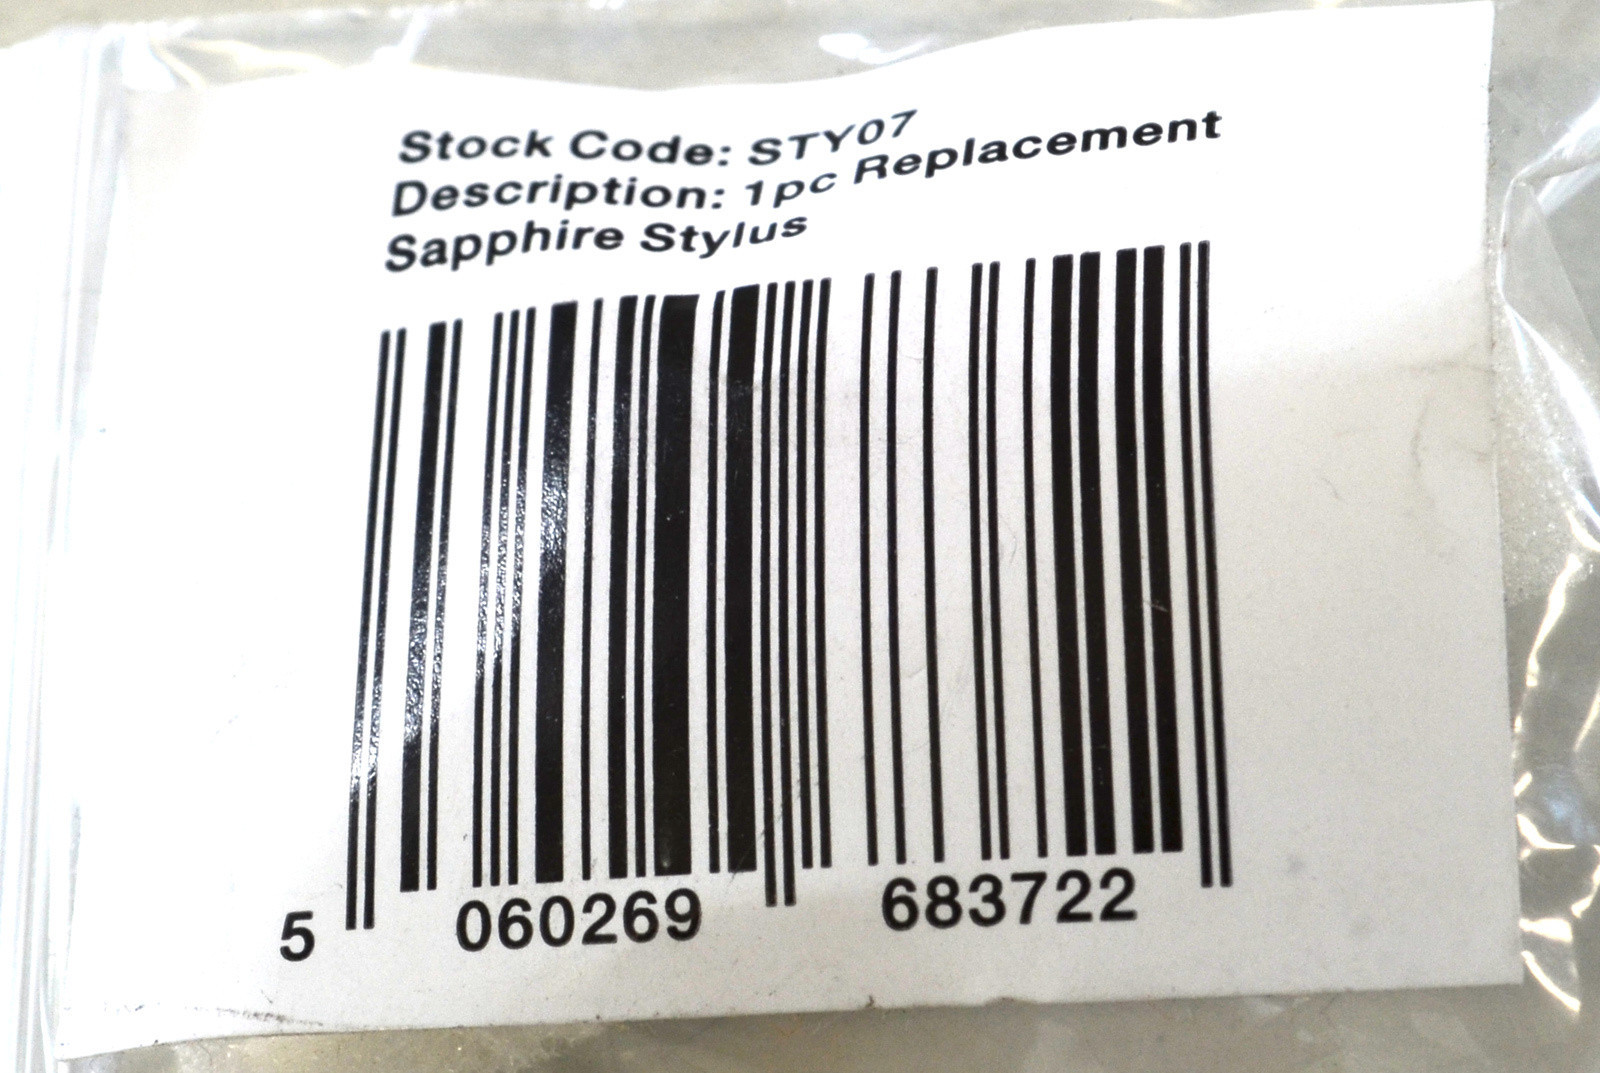 Stock Code: STY07
Description: 1pc Replacement
Sapphire Stylus
5 060269 683722